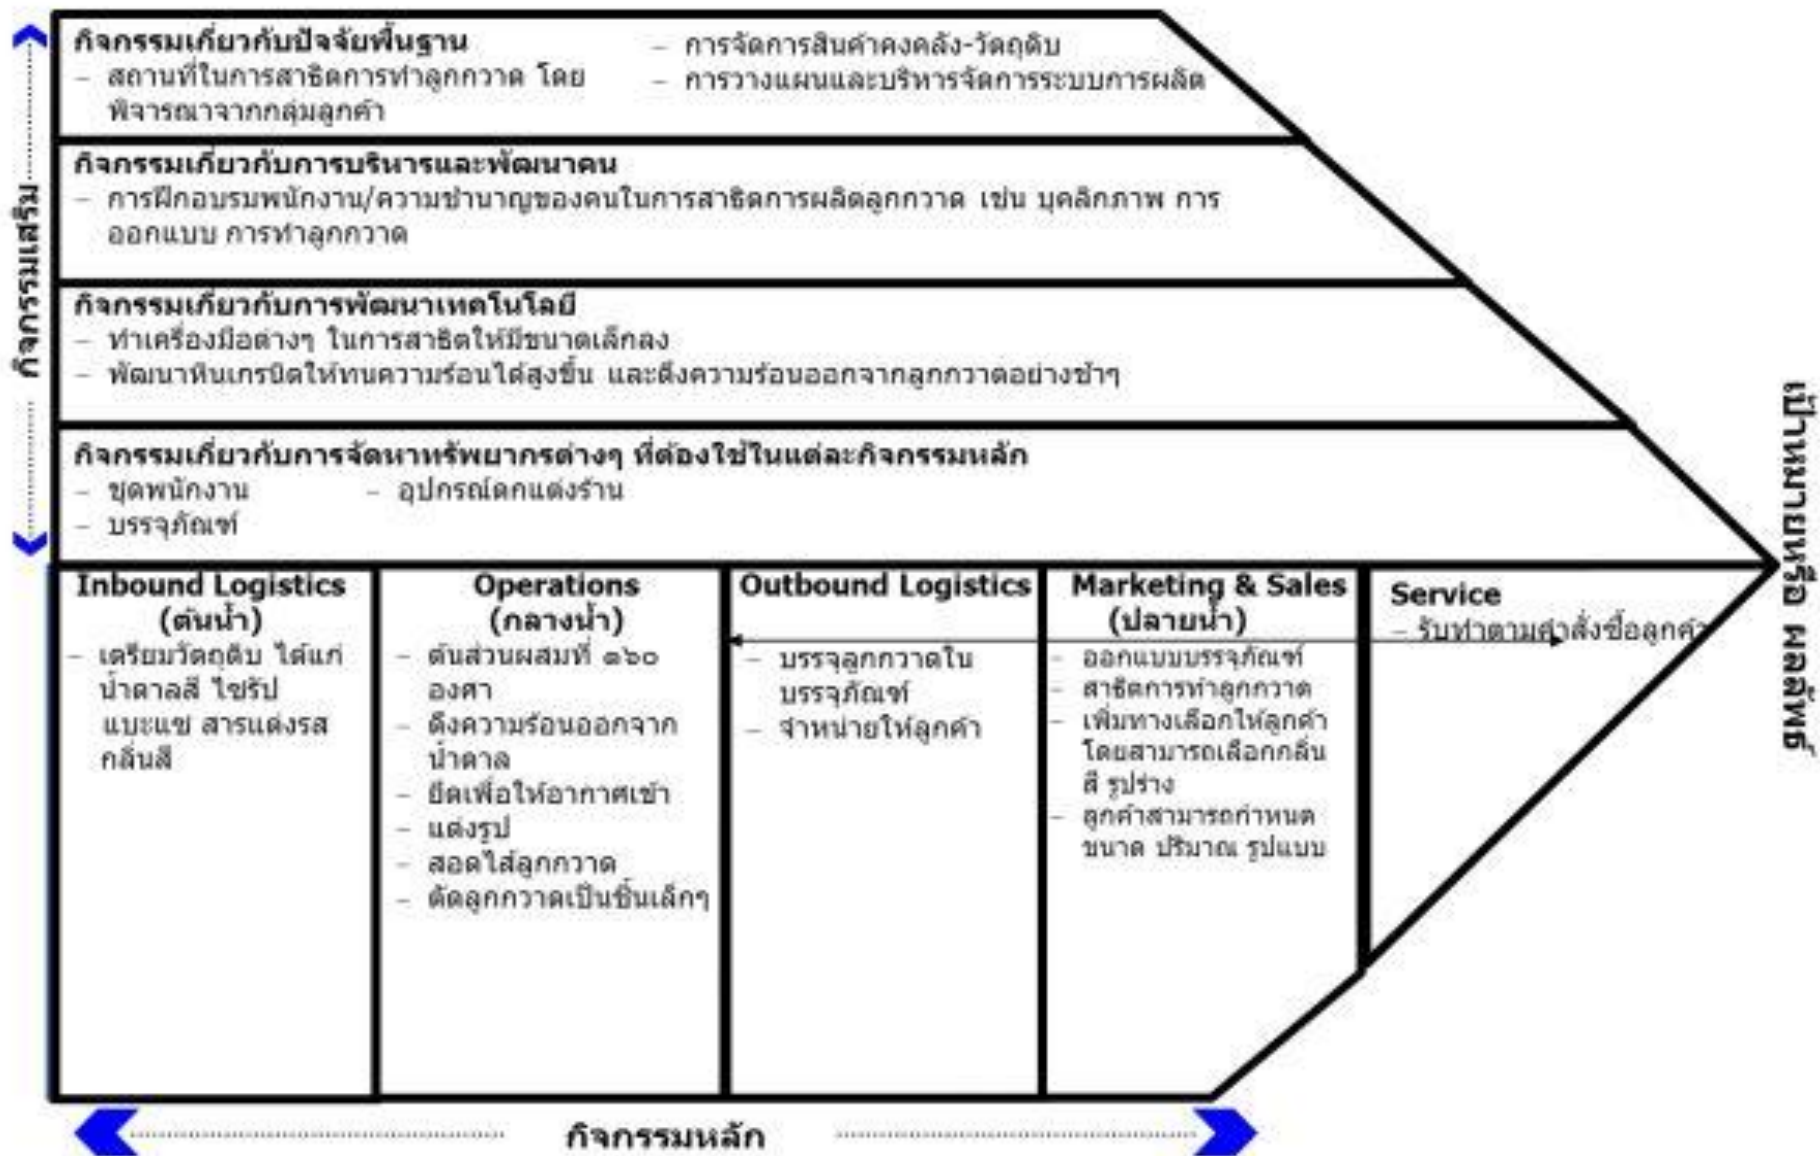 กิจกรรมเกี่ยวกับปัจจัยพื้นฐาน
– สถานที่ในการสาธิตการทำลูกกวาด โดย
พิจารณาจากกลุ่มลูกค้า
– การจัดการสินค้าคงคลัง-วัตถุดิบ
– การวางแผนและบริหารจัดการระบบการผลิต
กิจกรรมเกี่ยวกับการบริหารและพัฒนาคน
– การฝึกอบรมพนักงาน/ความชำนาญของคนในการสาธิตการผลิตลูกกวาด เช่น บุคลิกภาพ การ
ออกแบบ การทำลูกกวาด
กิจกรรมเกี่ยวกับการพัฒนาเทคโนโลยี
– ทำเครื่องมือต่างๆ ในการสาธิตให้มีขนาดเล็กลง
– พัฒนาหินแกรนิตให้ทนความร้อนได้สูงขึ้น และดึงความร้อนออกจากลูกกวาดอย่างช้าๆ
กิจกรรมเกี่ยวกับการจัดหาทรัพยากรต่างๆ ที่ต้องใช้ในแต่ละกิจกรรมหลัก
– ชุดพนักงาน
– อุปกรณ์ตกแต่งร้าน
– บรรจุภัณฑ์
กิจกรรมเสริม
Inbound Logistics
(ต้นน้ำ)
– เตรียมวัตถุดิบ ได้แก่
น้ำตาลสี ไซรัป
แบะแซ สารแต่งรส
กลิ่นสี
Operations
(กลางน้ำ)
– ต้นส่วนผสมที่ ๑๖๐
องศา
– ดึงความร้อนออกจาก
น้ำตาล
– ยืดเพื่อให้อากาศเข้า
– แต่งรูป
– สอดไส้ลูกกวาด
– ตัดลูกกวาดเป็นชิ้นเล็กๆ
Outbound Logistics
– บรรจุลูกกวาดใน
บรรจุภัณฑ์
– จำหน่ายให้ลูกค้า
Marketing & Sales
(ปลายน้ำ)
– ออกแบบบรรจุภัณฑ์
– สาธิตการทำลูกกวาด
– เพิ่มทางเลือกให้ลูกค้า
โดยสามารถเลือกกลิ่น
สี รูปร่าง
– ลูกค้าสามารถกำหนด
ขนาด ปริมาณ รูปแบบ
Service
– รับทำตามคำสั่งซื้อลูกค้า
เป้าหมายหรือ ผลลัพธ์
กิจกรรมหลัก